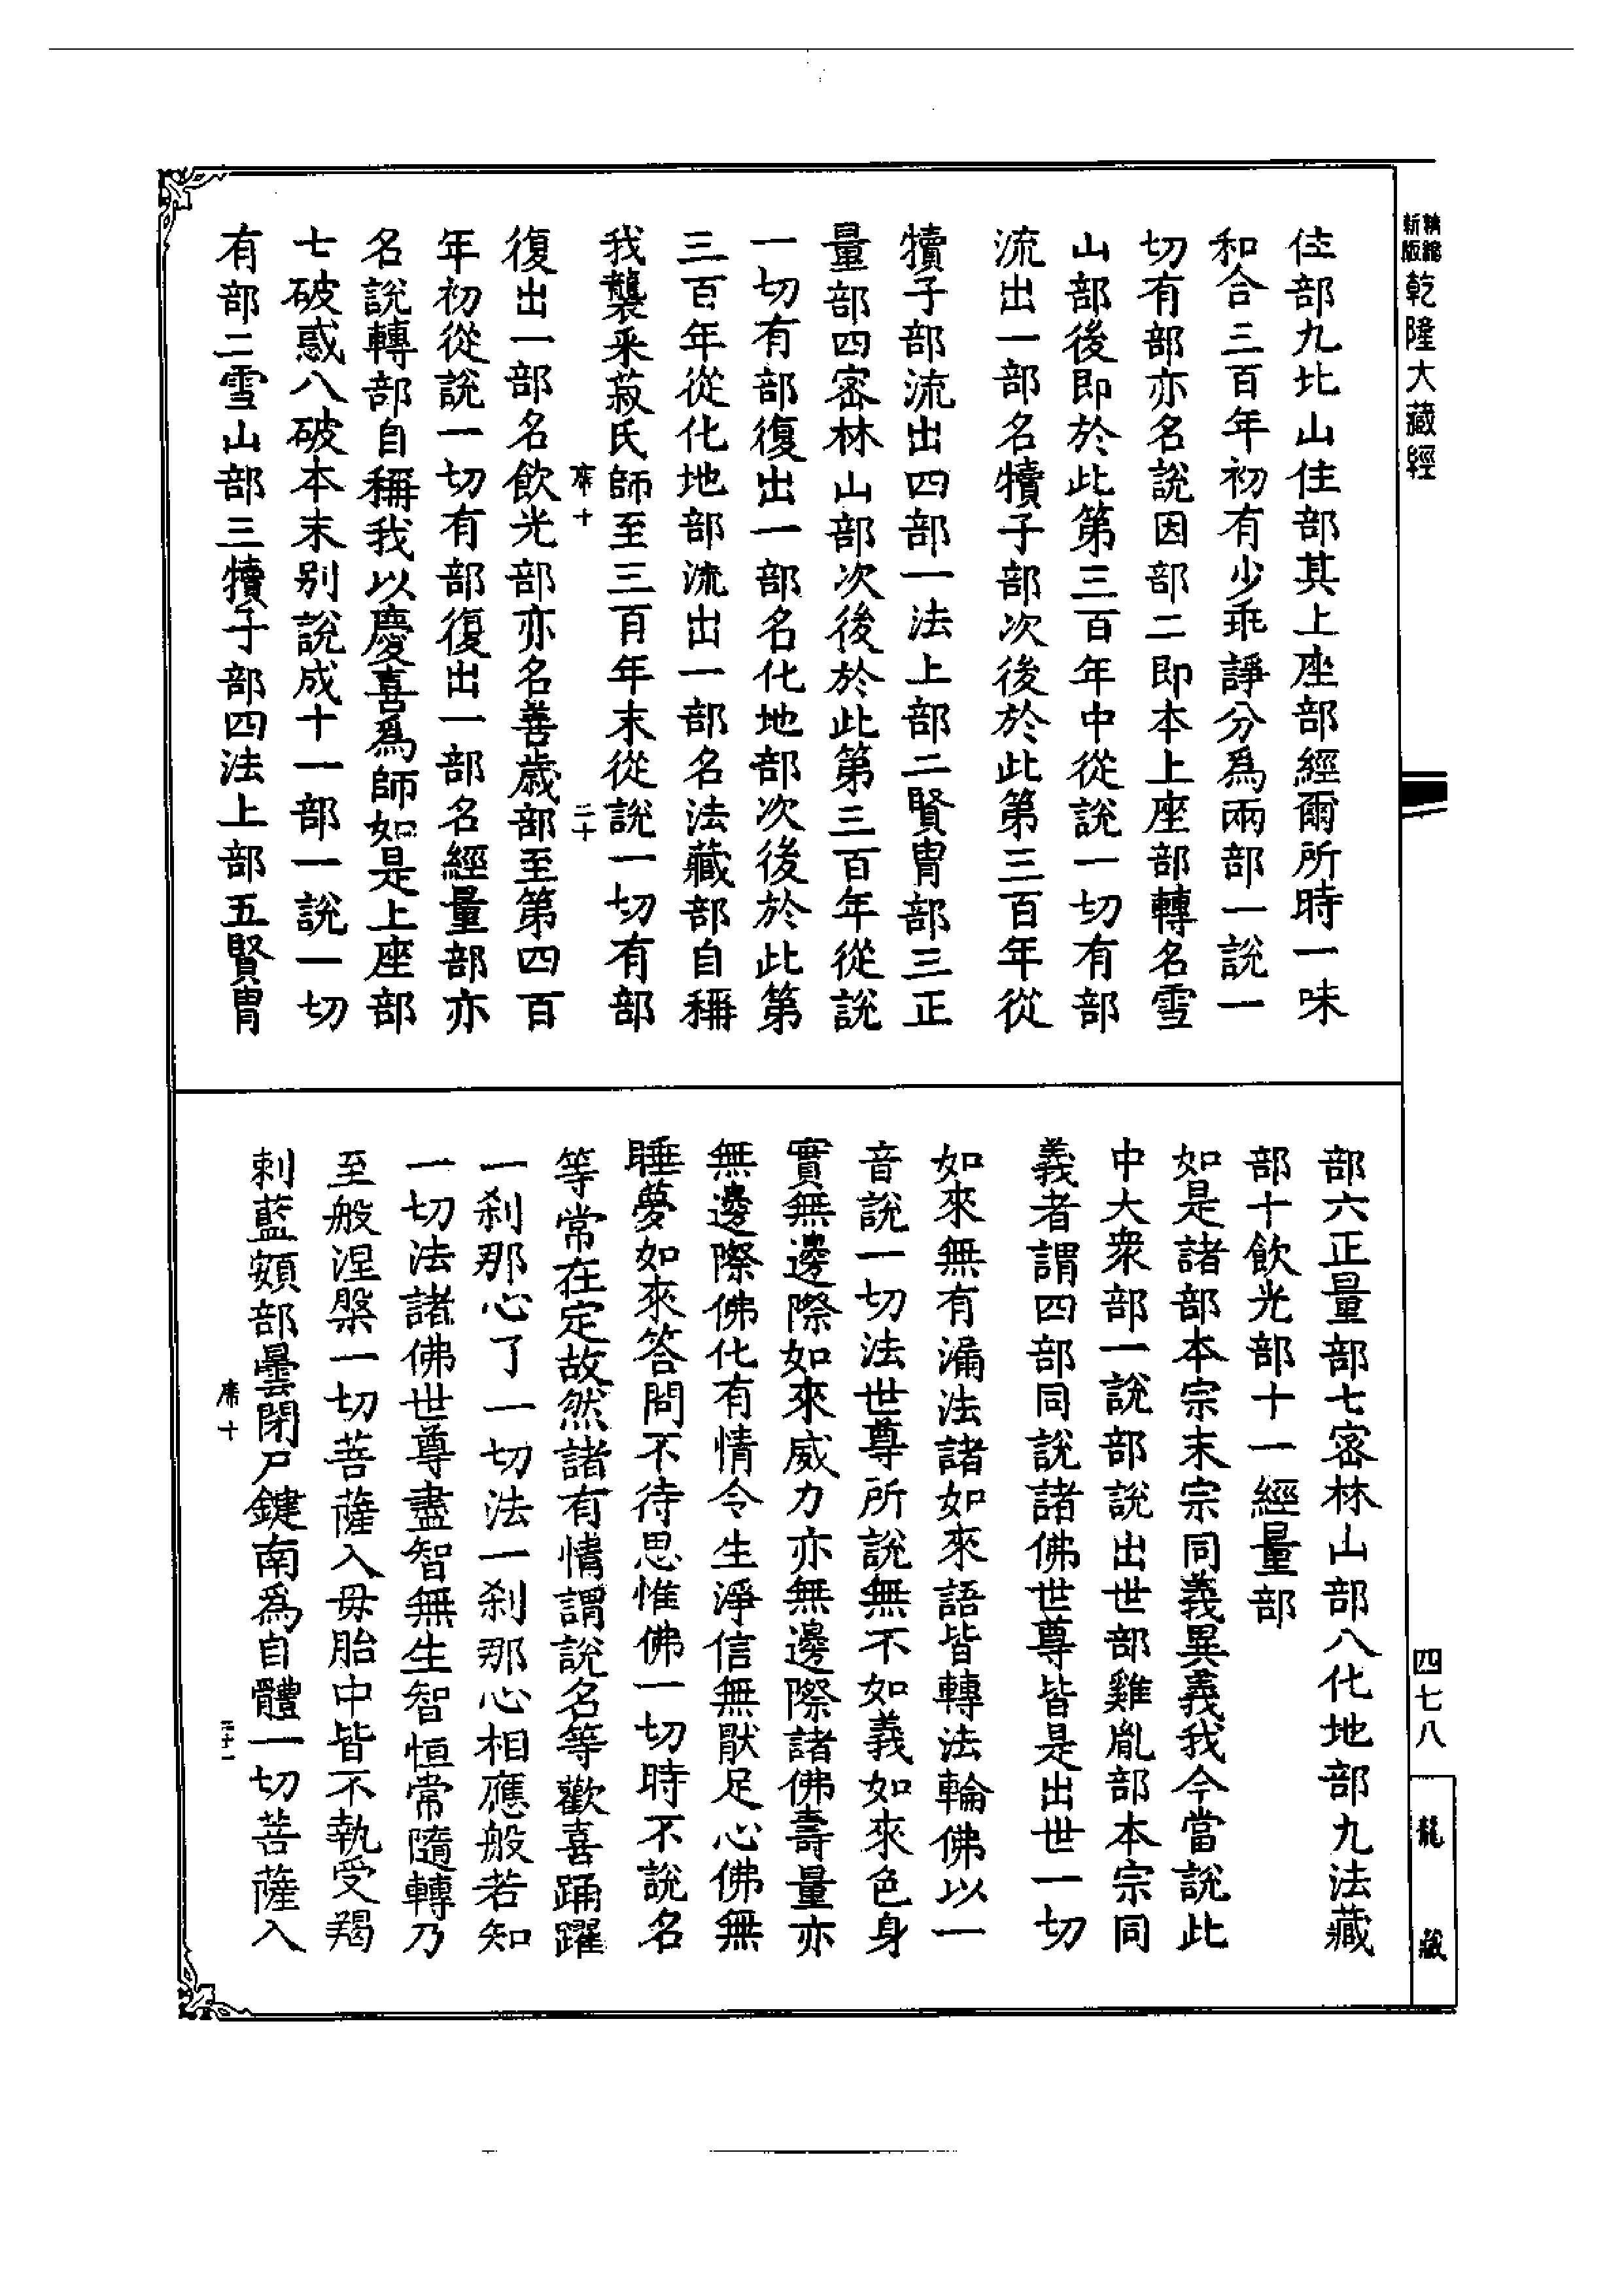 精縮新版乾隆大藏經
住部九北山住部其上座部經爾所時一味
和合三百年初有少乖諍分爲兩部一說一
切有部亦名說因部二即本上座部轉名雪
山部後即於此第三百年中從說一切有部
流出一部名犢子部次後於此第三百年從
犢子部流出四部一法上部二賢冑部三正
量部四密林山部次後於此第三百年從說
一切有部復出一部名化地部次後於此第
三百年從化地部流出一部名法藏部自稱
我襲采菽氏師至三百年末從說一切有部
席十 二十
復出一部名飲光部亦名善歲部至第四百
年初從說一切有部復出一部名經量部亦
名說轉部自稱我以慶喜爲師如是上座部
七破惑八破本末別說成十一部一說一切
有部二雪山部三犢子部四法上部五賢冑
部六正量部七密林山部八化地部九法藏
部十飲光部十一經量部
如是諸部本宗末宗同義異義我今當說此
中大衆部一說部說出世部雞胤部本宗同
義者謂四部同說諸佛世尊皆是出世一切
如來無有漏法諸如來語皆轉法輪佛以一
音說一切法世尊所說無不如義如來色身
實無邊際如來威力亦無邊際諸佛壽量亦
無邊際佛化有情令生淨信無厭足心佛無
睡夢如來答問不待思惟佛一切時不說名
等常在定故然諸有情謂說名等歡喜踊躍
一刹那心了一切法一刹那心相應般若知
一切法諸佛世尊盡智無生智恒常隨轉乃
至般涅槃一切菩薩入毋胎中皆不執受羯
刺藍頞部曇閉尸鍵南爲自體一切菩薩入
席十 二十一
四七八
龍藏